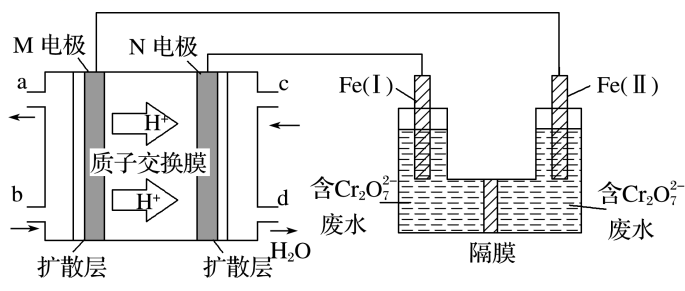 M 电极
N 电极
a
c
Fe(Ⅰ)
Fe(Ⅱ)
H⁺
质子交换膜
b
H⁺
d
含Cr₂O₇²⁻
废水
含Cr₂O₇²⁻
废水
H₂O
扩散层
扩散层
隔膜